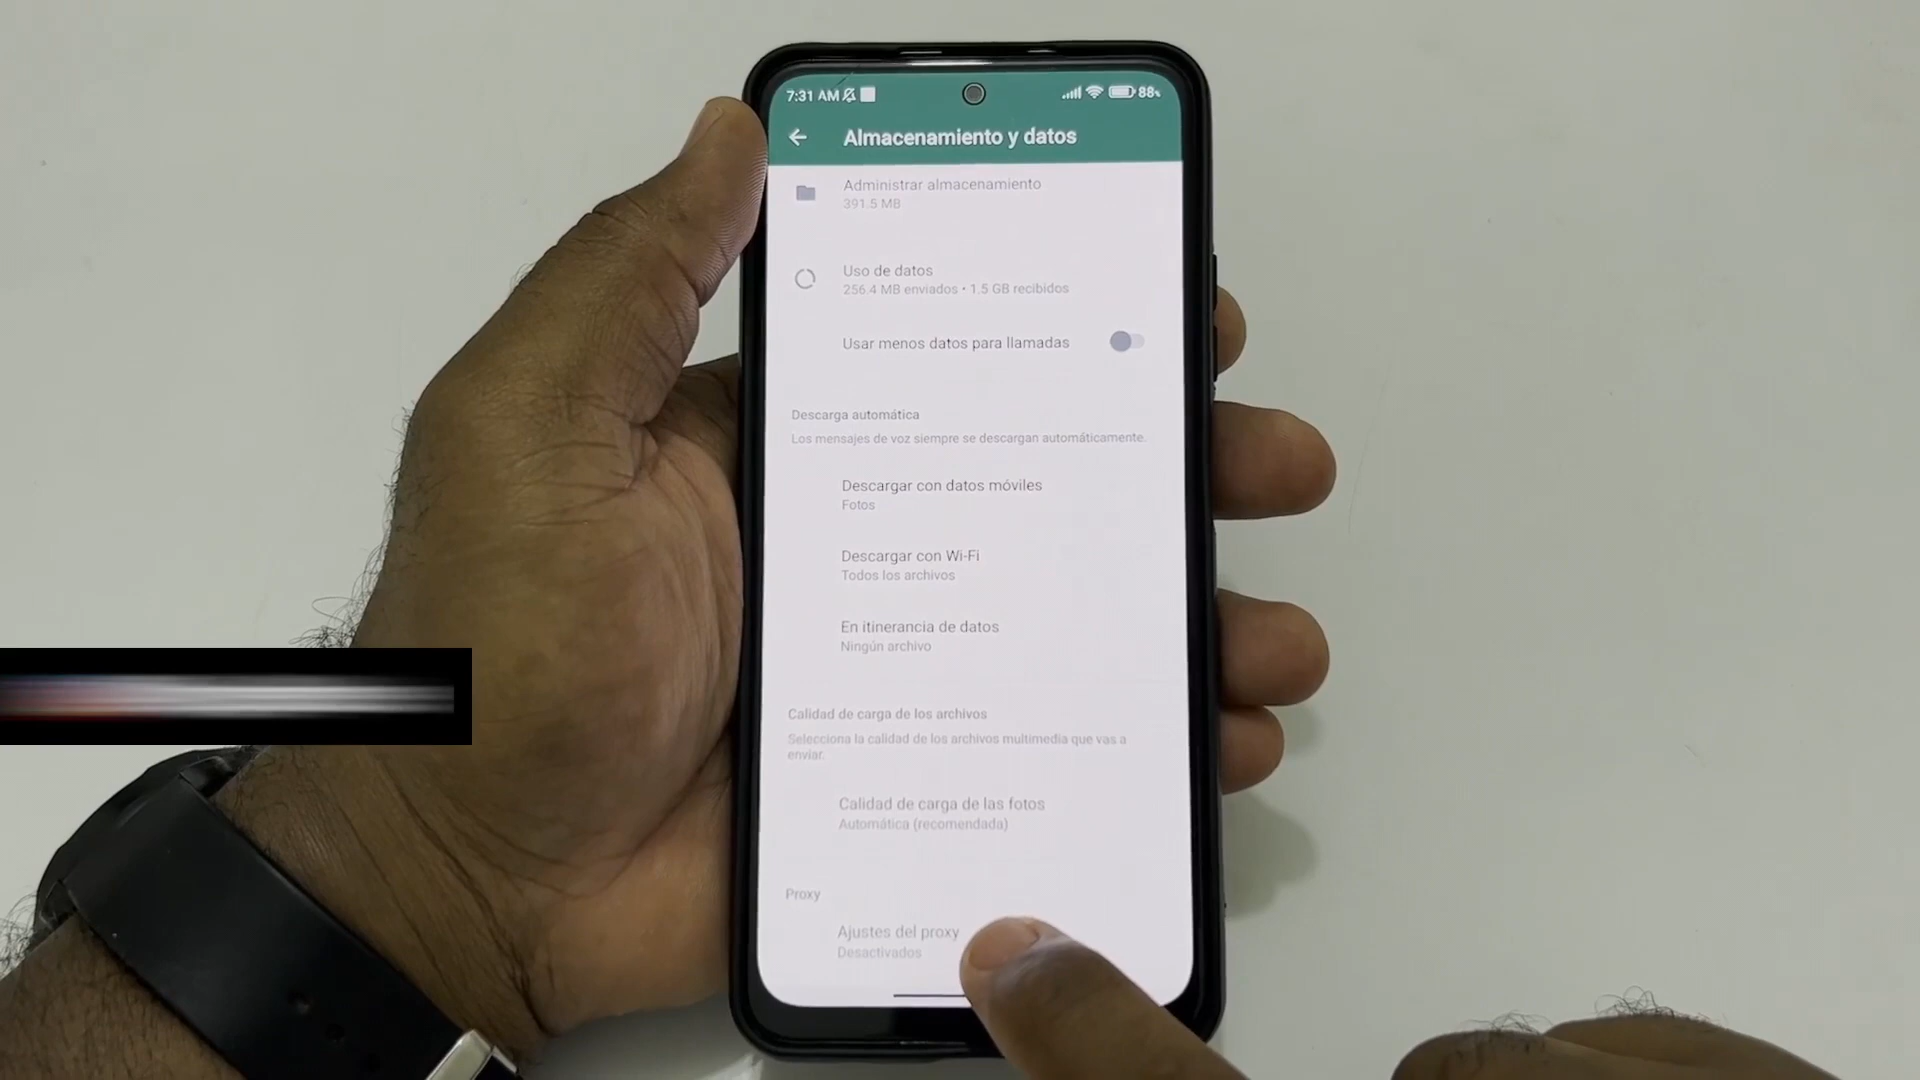 7:31 AM 88%
Almacenamiento y datos
Administrar almacenamiento
391.5 MB
Uso de datos
256.4 MB enviados • 1.5 GB recibidos
Usar menos datos para llamadas
Descarga automática
Los mensajes de voz siempre se descargan automáticamente.
Descargar con datos móviles
Fotos
Descargar con Wi-Fi
Todos los archivos
En itinerancia de datos
Ningún archivo
Calidad de carga de los archivos
Selecciona la calidad de los archivos multimedia que vas a
enviar.
Calidad de carga de las fotos
Automática (recomendada)
Proxy
Ajustes del proxy
Desactivados